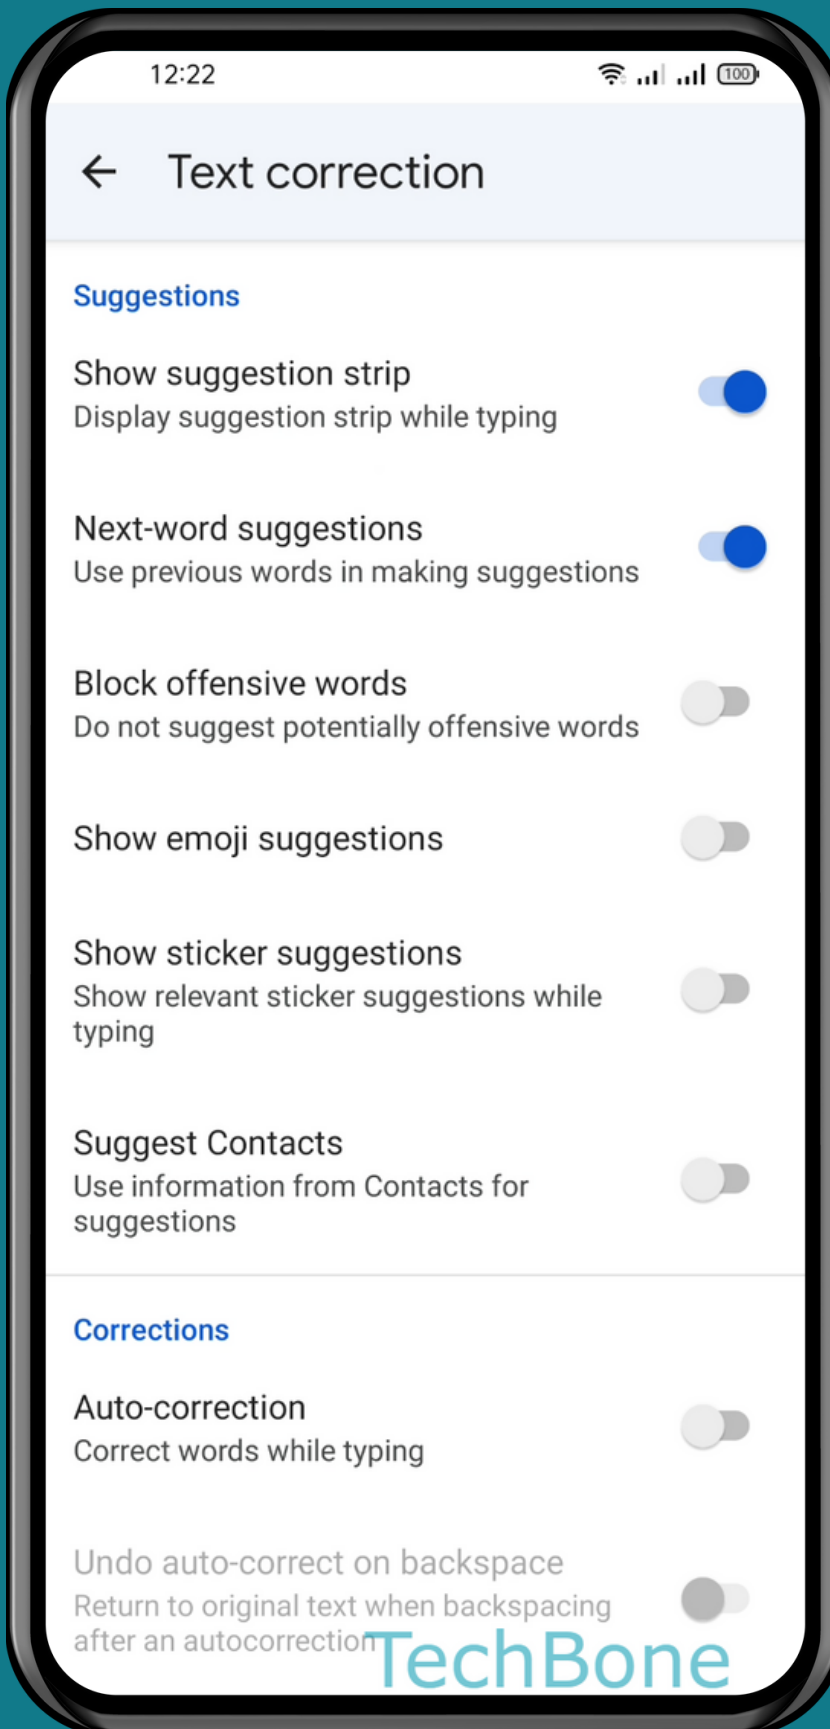 12:22
100
Text correction
Suggestions
Show suggestion strip
Display suggestion strip while typing
Next-word suggestions
Use previous words in making suggestions
Block offensive words
Do not suggest potentially offensive words
Show emoji suggestions
Show sticker suggestions
Show relevant sticker suggestions while
typing
Suggest Contacts
Use information from Contacts for
suggestions
Corrections
Auto-correction
Correct words while typing
Undo auto-correct on backspace
Return to original text when backspacing
after an autocorrection
TechBone